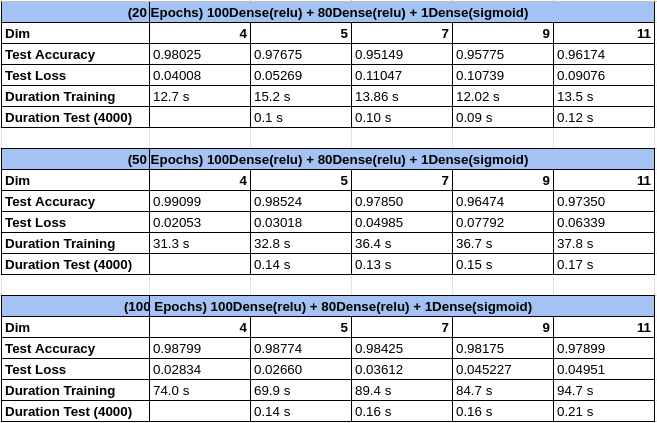 (20 Epochs) 100Dense(relu) + 80Dense(relu) + 1Dense(sigmoid)
Dim 4 5 7 9 11
Test Accuracy 0.98025 0.97675 0.95149 0.95775 0.96174
Test Loss 0.04008 0.05269 0.11047 0.10739 0.09076
Duration Training 12.7 s 15.2 s 13.86 s 12.02 s 13.5 s
Duration Test (4000) 0.1 s 0.10 s 0.09 s 0.12 s
(50 Epochs) 100Dense(relu) + 80Dense(relu) + 1Dense(sigmoid)
Dim 4 5 7 9 11
Test Accuracy 0.99099 0.98524 0.97850 0.96474 0.97350
Test Loss 0.02053 0.03018 0.04985 0.07792 0.06339
Duration Training 31.3 s 32.8 s 36.4 s 36.7 s 37.8 s
Duration Test (4000) 0.14 s 0.13 s 0.15 s 0.17 s
(100 Epochs) 100Dense(relu) + 80Dense(relu) + 1Dense(sigmoid)
Dim 4 5 7 9 11
Test Accuracy 0.98799 0.98774 0.98425 0.98175 0.97899
Test Loss 0.02834 0.02660 0.03612 0.045227 0.04951
Duration Training 74.0 s 69.9 s 89.4 s 84.7 s 94.7 s
Duration Test (4000) 0.14 s 0.16 s 0.16 s 0.21 s